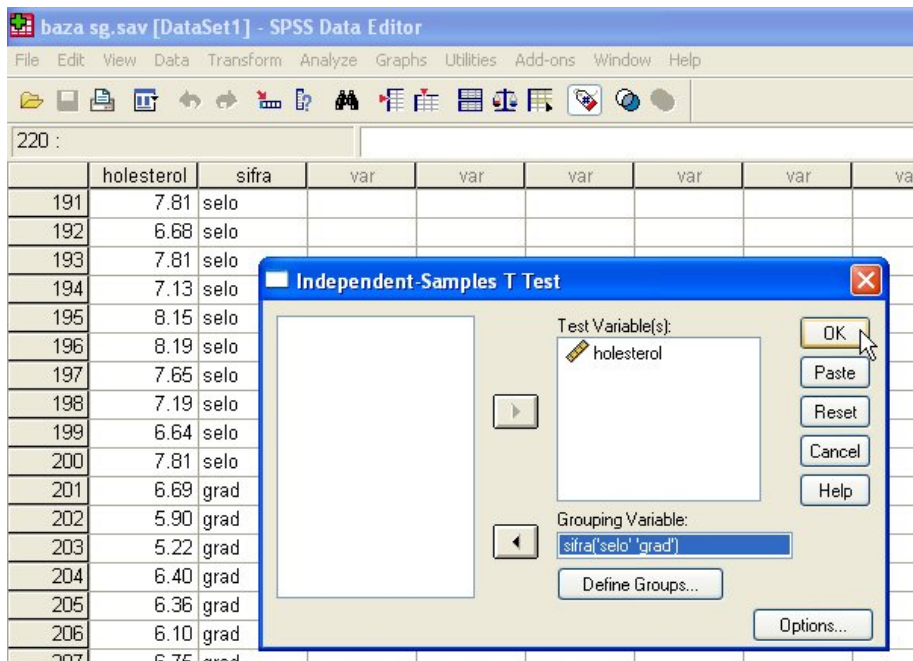 baza sg.sav [DataSet1] - SPSS Data Editor
File Edit View Data Transform Analyze Graphs Utilities Add-ons Window Help
220 :
holesterol sifra var var var var var va
191 7.81 selo
192 6.68 selo
193 7.81 selo
194 7.13 selo
195 8.15 selo
196 8.19 selo
197 7.65 selo
198 7.19 selo
199 6.64 selo
200 7.81 selo
201 6.69 grad
202 5.90 grad
203 5.22 grad
204 6.40 grad
205 6.36 grad
206 6.10 grad
207 6.75 grad
Independent-Samples T Test
Test Variable(s):
holesterol
OK
Paste
Reset
Cancel
Help
Grouping Variable:
sifra('selo' 'grad')
Define Groups...
Options...